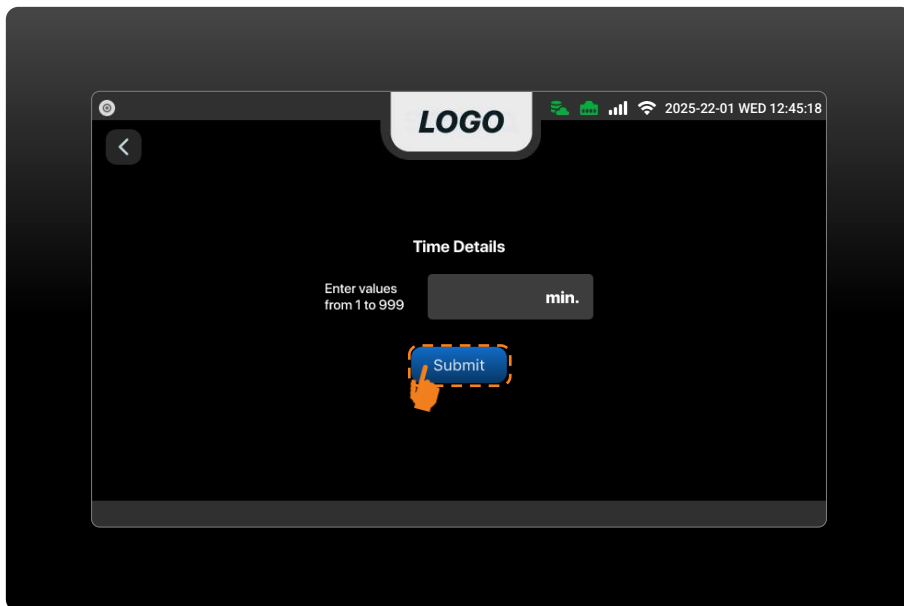 LOGO
2025-22-01 WED 12:45:18
Time Details
Enter values
from 1 to 999
min.
Submit